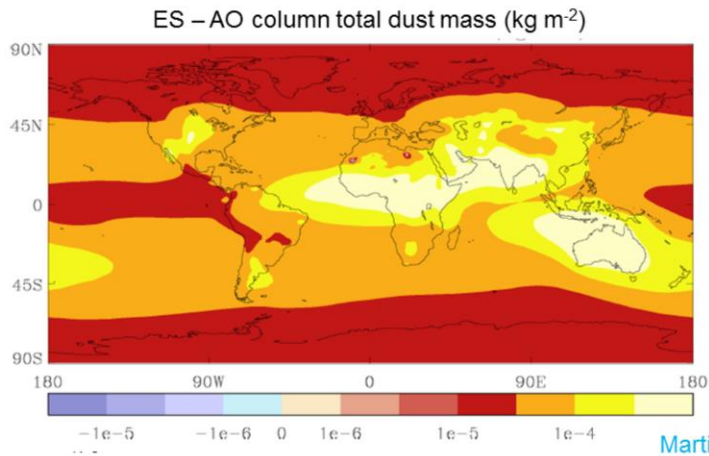 ES – AO column total dust mass (kg m-2)
90N
45N
0
45S
90S
180 90W 0 90E 180
−1e−5 −1e−6 0 1e−6 1e−5 1e−4
Marti